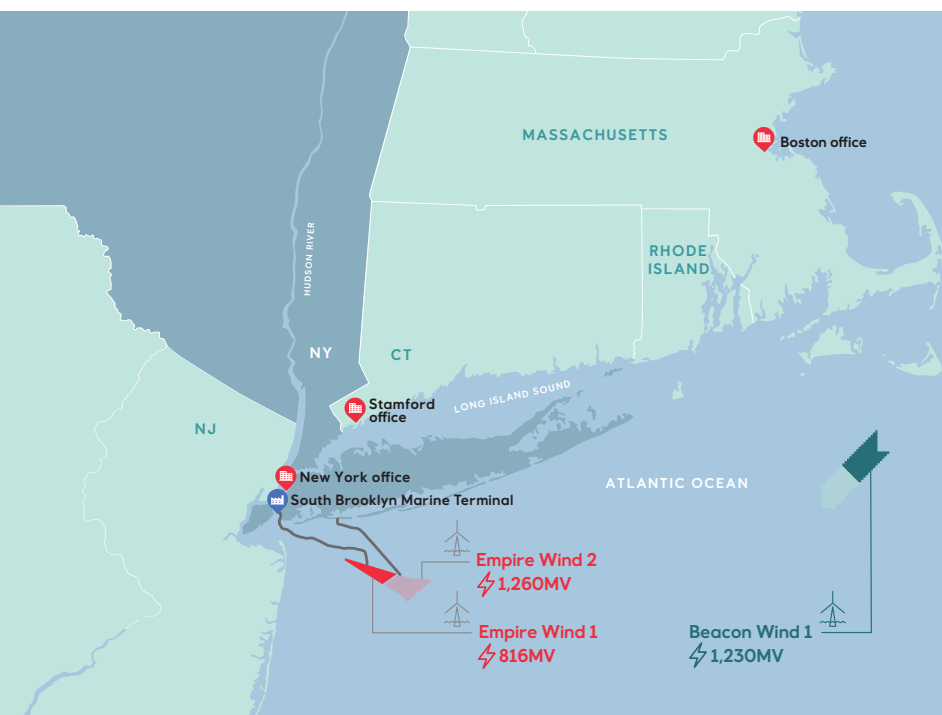 MASSACHUSETTS
Boston office
HUDSON RIVER
RHODE
ISLAND
NY
CT
LONG ISLAND SOUND
Stamford
office
NJ
New York office
ATLANTIC OCEAN
South Brooklyn Marine Terminal
Empire Wind 2
1,260MV
Empire Wind 1
816MV
Beacon Wind 1
1,230MV